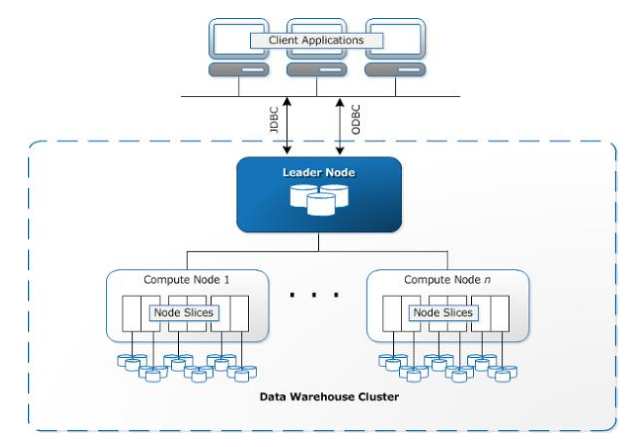 Client Applications
JDBC
ODBC
Leader Node
Compute Node 1
Compute Node n
. . .
Node Slices
Node Slices
Data Warehouse Cluster